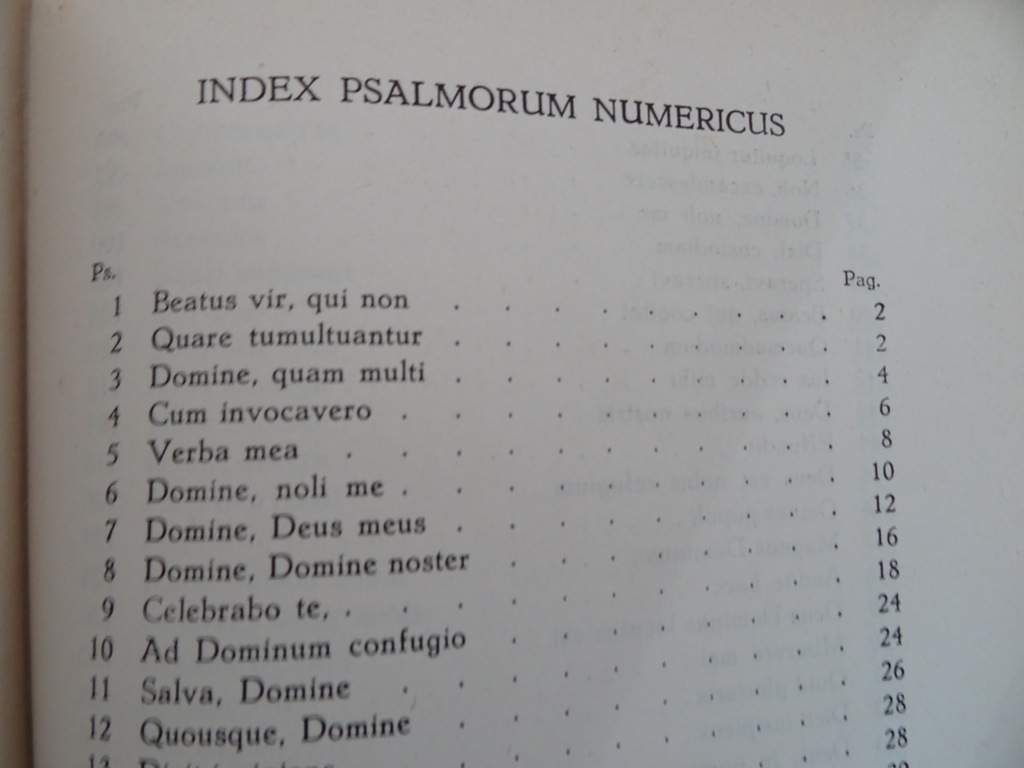 INDEX PSALMORUM NUMERICUS
Ps. Pag.
1 Beatus vir, qui non . . . . . . . . 2
2 Quare tumultuantur . . . . . . . . 2
3 Domine, quam multi . . . . . . . . 4
4 Cum invocavero . . . . . . . . . 6
5 Verba mea . . . . . . . . . . 8
6 Domine, noli me . . . . . . . . . 10
7 Domine, Deus meus . . . . . . . . 12
8 Domine, Domine noster . . . . . . . 16
9 Celebrabo te, . . . . . . . . . . 18
10 Ad Dominum confugio . . . . . . . 24
11 Salva, Domine . . . . . . . . . 24
12 Quousque, Domine . . . . . . . . 26
28
28